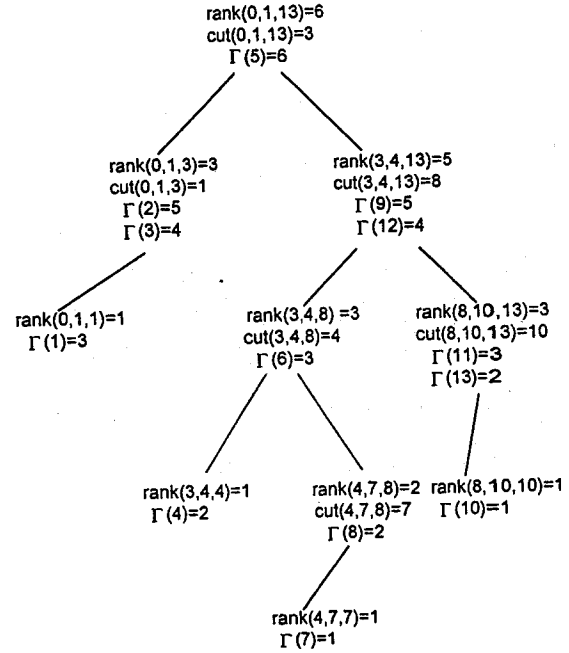 rank(0,1,13)=6
cut(0,1,13)=3
Γ(5)=6
rank(0,1,3)=3
cut(0,1,3)=1
Γ(2)=5
Γ(3)=4
rank(3,4,13)=5
cut(3,4,13)=8
Γ(9)=5
Γ(12)=4
rank(0,1,1)=1
Γ(1)=3
rank(3,4,8) =3
cut(3,4,8)=4
Γ(6)=3
rank(8,10,13)=3
cut(8,10,13)=10
Γ(11)=3
Γ(13)=2
rank(3,4,4)=1
Γ(4)=2
rank(4,7,8)=2
cut(4,7,8)=7
Γ(8)=2
rank(8,10,10)=1
Γ(10)=1
rank(4,7,7)=1
Γ(7)=1